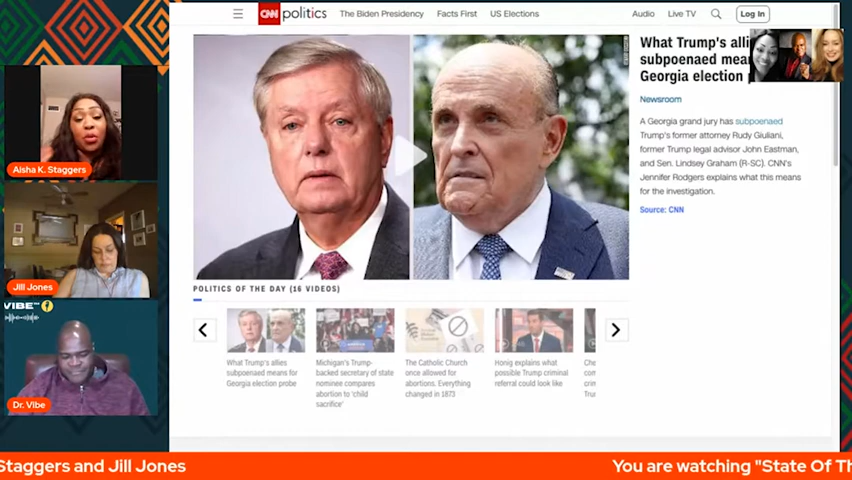 CNN politics
The Biden Presidency
Facts First
US Elections
Audio
Live TV
Log In
What Trump's alli
subpoenaed mea
Georgia election
Newsroom
A Georgia grand jury has subpoenaed
Trump's former attorney Rudy Giuliani,
former Trump legal advisor John Eastman,
and Sen. Lindsey Graham (R-SC). CNN's
Jennifer Rodgers explains what this means
for the investigation.
Source: CNN
POLITICS OF THE DAY (16 VIDEOS)
What Trump's allies
subpoenaed means for
Georgia election probe
Michigan's Trump-
backed secretary of state
nominee compares
abortion to 'child
sacrifice'
The Catholic Church
once allowed for
abortions. Everything
changed in 1873
Honig explains what
possible Trump criminal
referral could look like
Che
com
crim
Trum
Aisha K. Staggers
Jill Jones
VIBE
Dr. Vibe
Staggers and Jill Jones
You are watching "State Of Th